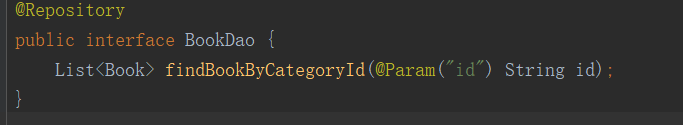 @Repository
public interface BookDao {
    List<Book> findBookByCategoryId(@Param("id") String id);
}